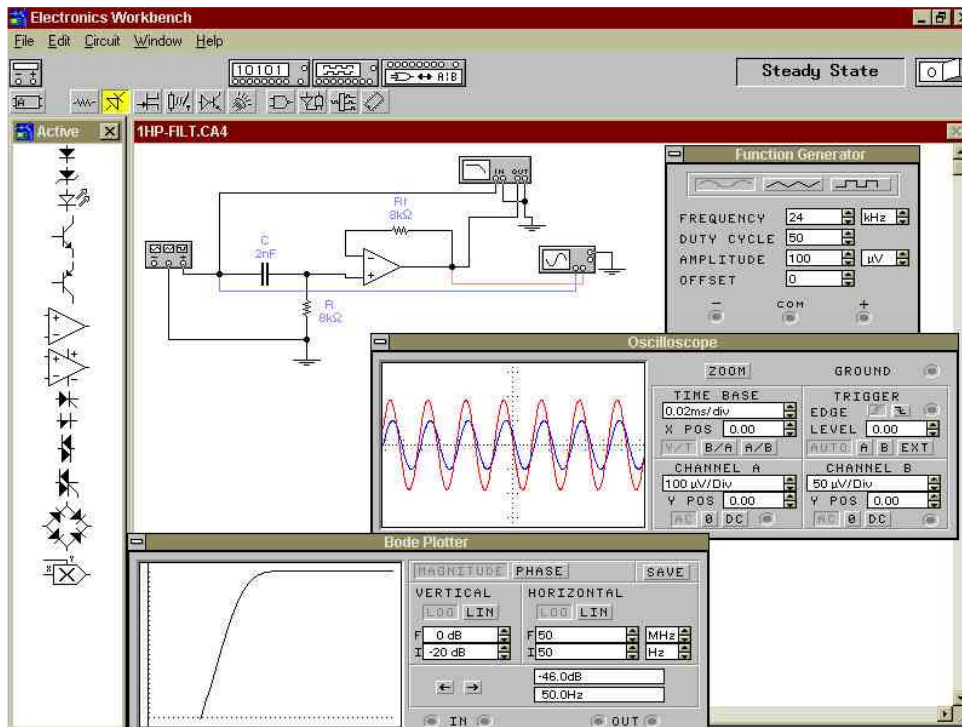 Electronics Workbench
File Edit Circuit Window Help
10101
A|B
Steady State
O
A
Active
1HP-FILT.CA4
IN OUT
Rf
8kΩ
C
2nF
R
8kΩ
Function Generator
FREQUENCY 24 kHz
DUTY CYCLE 50
AMPLITUDE 100 µV
OFFSET 0
− COM +
Oscilloscope
ZOOM GROUND
TIME BASE TRIGGER
0.02ms/div EDGE
X POS 0.00 LEVEL 0.00
Y/T B/A A/B AUTO A B EXT
CHANNEL A CHANNEL B
100 µV/Div 50 µV/Div
Y POS 0.00 Y POS 0.00
AC 0 DC AC 0 DC
Bode Plotter
MAGNITUDE PHASE SAVE
VERTICAL HORIZONTAL
LOG LIN LOG LIN
F 0 dB F 50 MHz
I -20 dB I 50 Hz
-46.0dB
50.0Hz
IN OUT